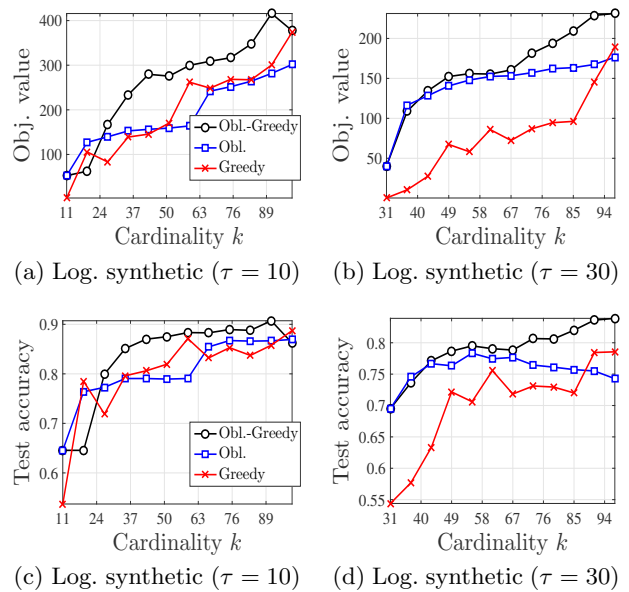 400
300
200
100
Obj. value
11 24 37 50 63 76 89
Cardinality k
Obl.-Greedy
Obl.
Greedy
(a) Log. synthetic (τ = 10)
200
150
100
50
Obj. value
31 40 49 58 67 76 85 94
Cardinality k
(b) Log. synthetic (τ = 30)
0.9
0.8
0.7
0.6
Test accuracy
11 24 37 50 63 76 89
Cardinality k
Obl.-Greedy
Obl.
Greedy
(c) Log. synthetic (τ = 10)
0.8
0.75
0.7
0.65
0.6
0.55
Test accuracy
31 40 49 58 67 76 85 94
Cardinality k
(d) Log. synthetic (τ = 30)